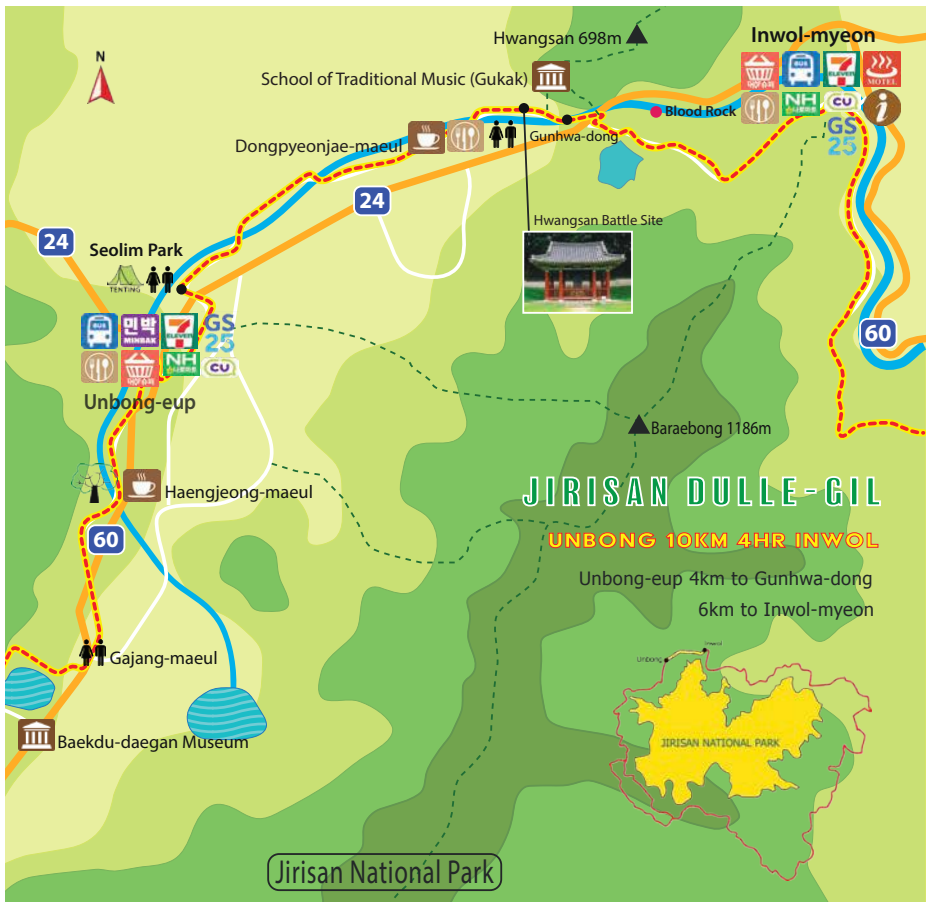 N
Hwangsan 698m
Inwol-myeon
School of Traditional Music (Gukak)
BUS
7
ELEVEN
MOTEL
NH
CU
i
GS
25
Blood Rock
Dongpyeonjae-maeul
Gunhwa-dong
24
Hwangsan Battle Site
24
Seolim Park
TENTING
BUS
민박
MINBAK
7
ELEVEN
GS
25
NH
CU
60
Unbong-eup
Baraebong 1186m
Haengjeong-maeul
JIRISAN DULLE-GIL
60
UNBONG 10KM 4HR INWOL
Unbong-eup 4km to Gunhwa-dong
6km to Inwol-myeon
Gajang-maeul
Unbong
Inwol
JIRISAN NATIONAL PARK
Baekdu-daegan Museum
Jirisan National Park